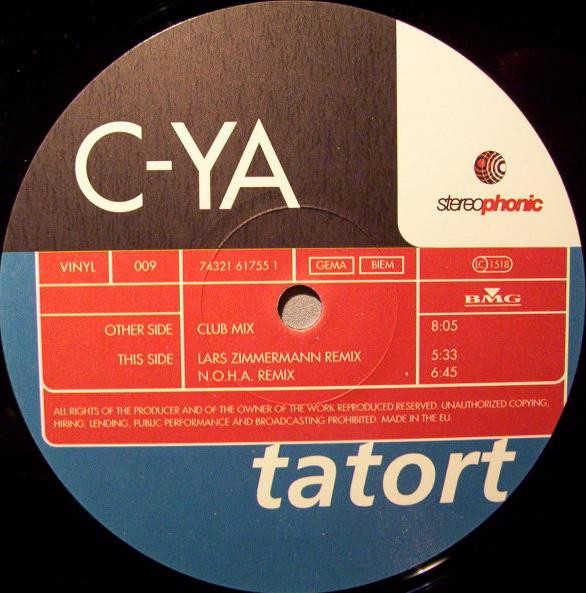 C-YA
stereophonic
VINYL 009 74321 61755 1 GEMA BIEM LC 1518
BMG
OTHER SIDE CLUB MIX 8:05
THIS SIDE LARS ZIMMERMANN REMIX 5:33
N.O.H.A. REMIX 6:45
ALL RIGHTS OF THE PRODUCER AND OF THE OWNER OF THE WORK REPRODUCED RESERVED. UNAUTHORIZED COPYING,
HIRING, LENDING, PUBLIC PERFORMANCE AND BROADCASTING PROHIBITED. MADE IN THE EU.
tatort